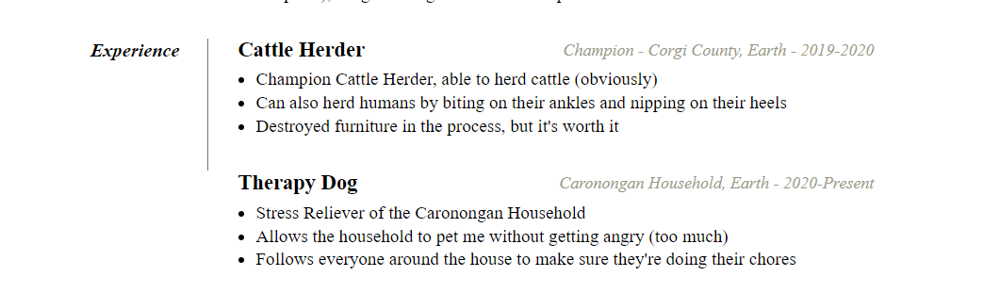 Experience
Cattle Herder
Champion - Corgi County, Earth - 2019-2020
Champion Cattle Herder, able to herd cattle (obviously)
Can also herd humans by biting on their ankles and nipping on their heels
Destroyed furniture in the process, but it's worth it
Therapy Dog
Caronongan Household, Earth - 2020-Present
Stress Reliever of the Caronongan Household
Allows the household to pet me without getting angry (too much)
Follows everyone around the house to make sure they're doing their chores